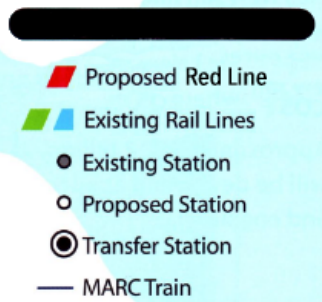 Proposed Red Line
Existing Rail Lines
Existing Station
Proposed Station
Transfer Station
MARC Train